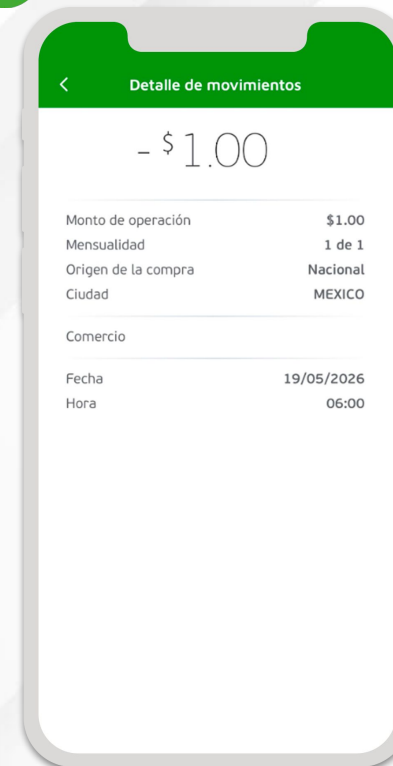 Detalle de movimientos
- $1.00
Monto de operación $1.00
Mensualidad 1 de 1
Origen de la compra Nacional
Ciudad MEXICO
Comercio
Fecha 19/05/2026
Hora 06:00